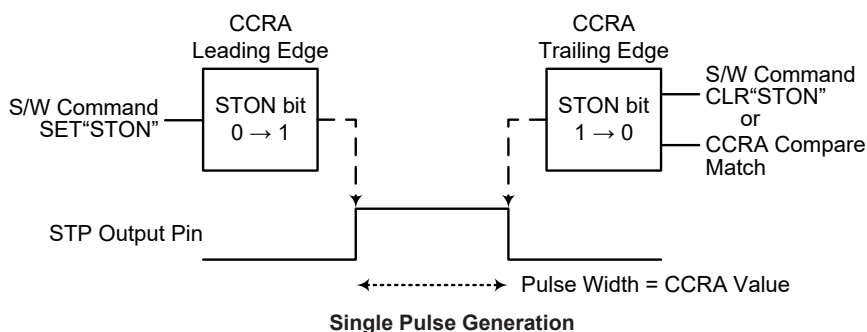 CCRA
Leading Edge
CCRA
Trailing Edge
S/W Command
SET“STON”
STON bit
0 → 1
STON bit
1 → 0
S/W Command
CLR“STON”
or
CCRA Compare
Match
STP Output Pin
Pulse Width = CCRA Value
Single Pulse Generation